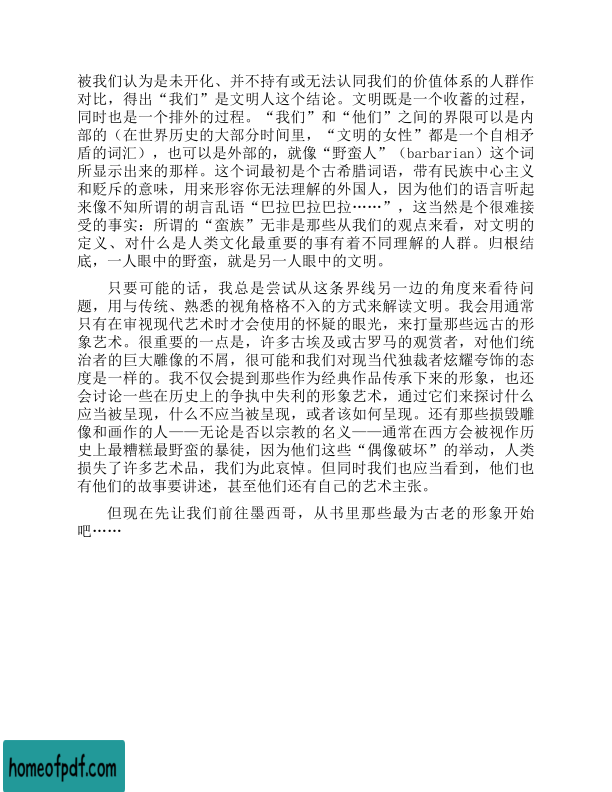 被我们认为是未开化、并不持有或无法认同我们的价值体系的人群作
对比，得出“我们”是文明人这个结论。文明既是一个收蓄的过程，
同时也是一个排外的过程。“我们”和“他们”之间的界限可以是内
部的（在世界历史的大部分时间里，“文明的女性”都是一个自相矛
盾的词汇），也可以是外部的，就像“野蛮人”（barbarian）这个词
所显示出来的那样。这个词最初是个古希腊词语，带有民族中心主义
和贬斥的意味，用来形容你无法理解的外国人，因为他们的语言听起
来像不知所谓的胡言乱语“巴拉巴拉巴拉……”，这当然是个很难接
受的事实：所谓的“蛮族”无非是那些从我们的观点来看，对文明的
定义、对什么是人类文化最重要的事有着不同理解的人群。归根结
底，一人眼中的野蛮，就是另一人眼中的文明。
只要可能的话，我总是尝试从这条界线另一边的角度来看待问
题，用与传统、熟悉的视角格格不入的方式来解读文明。我会用通常
只有在审视现代艺术时才会使用的怀疑的眼光，来打量那些远古的形
象艺术。很重要的一点是，许多古埃及或古罗马的观赏者，对他们统
治者的巨大雕像的不屑，很可能和我们对现当代独裁者炫耀夸饰的态
度是一样的。我不仅会提到那些作为经典作品传承下来的形象，也还
会讨论一些在历史上的争执中失利的形象艺术，通过它们来探讨什么
应当被呈现，什么不应当被呈现，或者该如何呈现。还有那些损毁雕
像和画作的人——无论是否以宗教的名义——通常在西方会被视作历
史上最糟糕最野蛮的暴徒，因为他们这些“偶像破坏”的举动，人类
损失了许多艺术品，我们为此哀悼。但同时我们也应当看到，他们也
有他们的故事要讲述，甚至他们还有自己的艺术主张。
但现在先让我们前往墨西哥，从书里那些最为古老的形象开始
吧……
homeofpdf.com